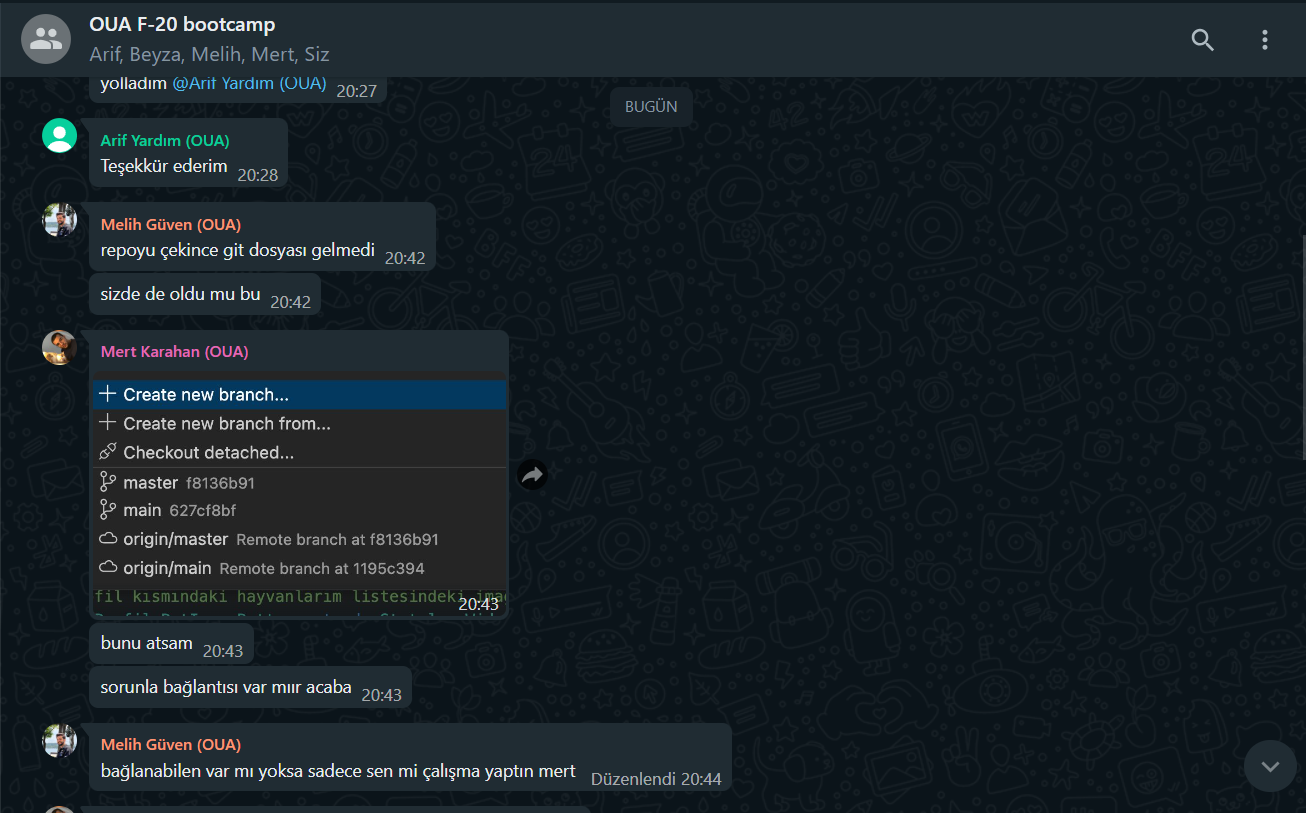 OUA F-20 bootcamp
Arif, Beyza, Melih, Mert, Siz
yolladım @Arif Yardım (OUA) 20:27
BUGÜN
Arif Yardım (OUA)
Teşekkür ederim 20:28
Melih Güven (OUA)
repoyu çekince git dosyası gelmedi 20:42
sizde de oldu mu bu 20:42
Mert Karahan (OUA)
Create new branch...
Create new branch from...
Checkout detached...
master f8136b91
main 627cf8bf
origin/master Remote branch at f8136b91
origin/main Remote branch at 1195c394
fil kısmındaki hayvanlarım listesindeki
20:43
bunu atsam 20:43
sorunla bağlantısı var mıır acaba 20:43
Melih Güven (OUA)
bağlanabilen var mı yoksa sadece sen mi çalışma yaptın mert Düzenlendi 20:44